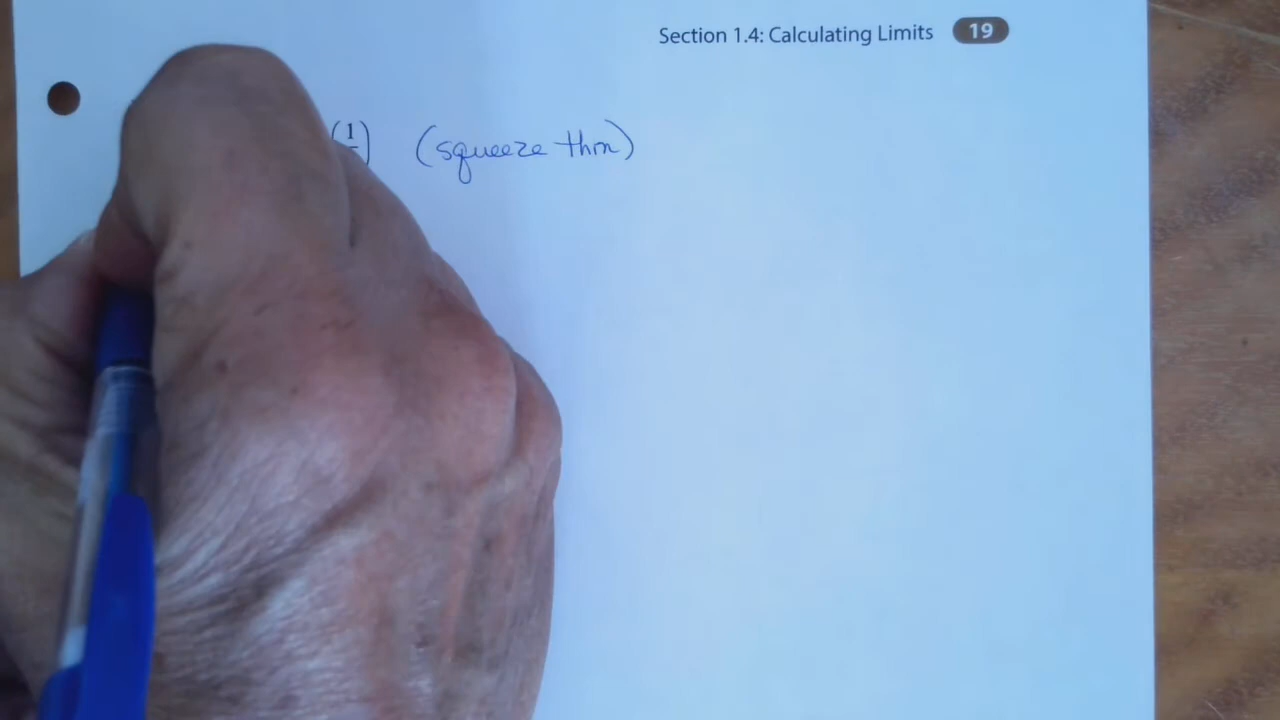 Section 1.4: Calculating Limits 19
(1 ) (squeeze thm)